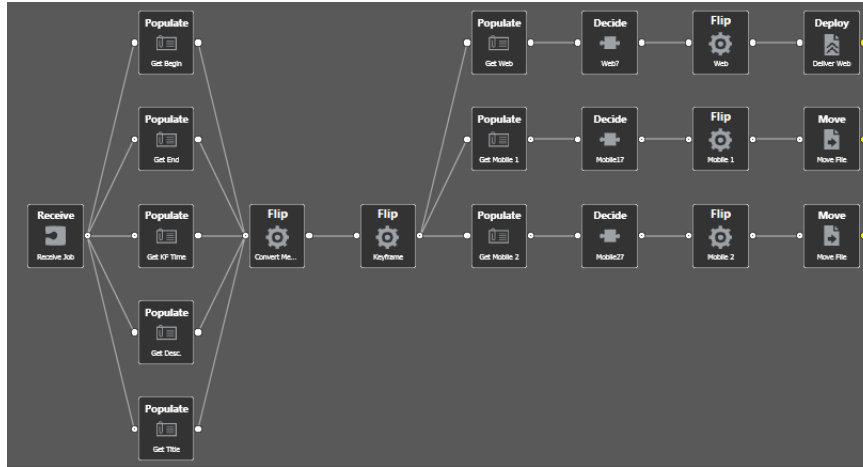 Populate
Get Begin
Populate
Get Web
Decide
Web?
Flip
Web
Deploy
Deliver Web
Populate
Get End
Populate
Get Mobile 1
Decide
Mobile1?
Flip
Mobile 1
Move
Move File
Receive
Receive Job
Populate
Get KF Time
Flip
Convert Me...
Flip
Keyframe
Populate
Get Mobile 2
Decide
Mobile2?
Flip
Mobile 2
Move
Move File
Populate
Get Desc.
Populate
Get Title